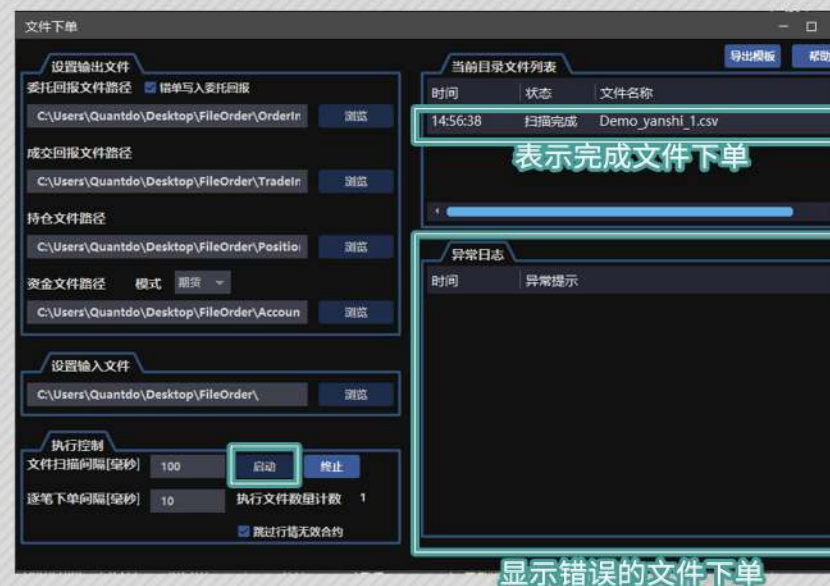 文件下单
设置输出文件
委托回报文件路径 错单写入委托回报
C:\Users\Quantdo\Desktop\FileOrder\OrderIn 浏览
成交回报文件路径
C:\Users\Quantdo\Desktop\FileOrder\TradeIn 浏览
持仓文件路径
C:\Users\Quantdo\Desktop\FileOrder\Positio 浏览
资金文件路径 模式 期货
C:\Users\Quantdo\Desktop\FileOrder\Accoun 浏览
设置输入文件
C:\Users\Quantdo\Desktop\FileOrder\ 浏览
执行控制
文件扫描间隔[毫秒] 100 启动 终止
逐笔下单间隔[毫秒] 10 执行文件数量计数 1
跳过行情无效合约
导出模板 帮助
当前目录文件列表
时间 状态 文件名称
14:56:38 扫描完成 Demo_yanshi_1.csv
表示完成文件下单
异常日志
时间 异常提示
显示错误的文件下单